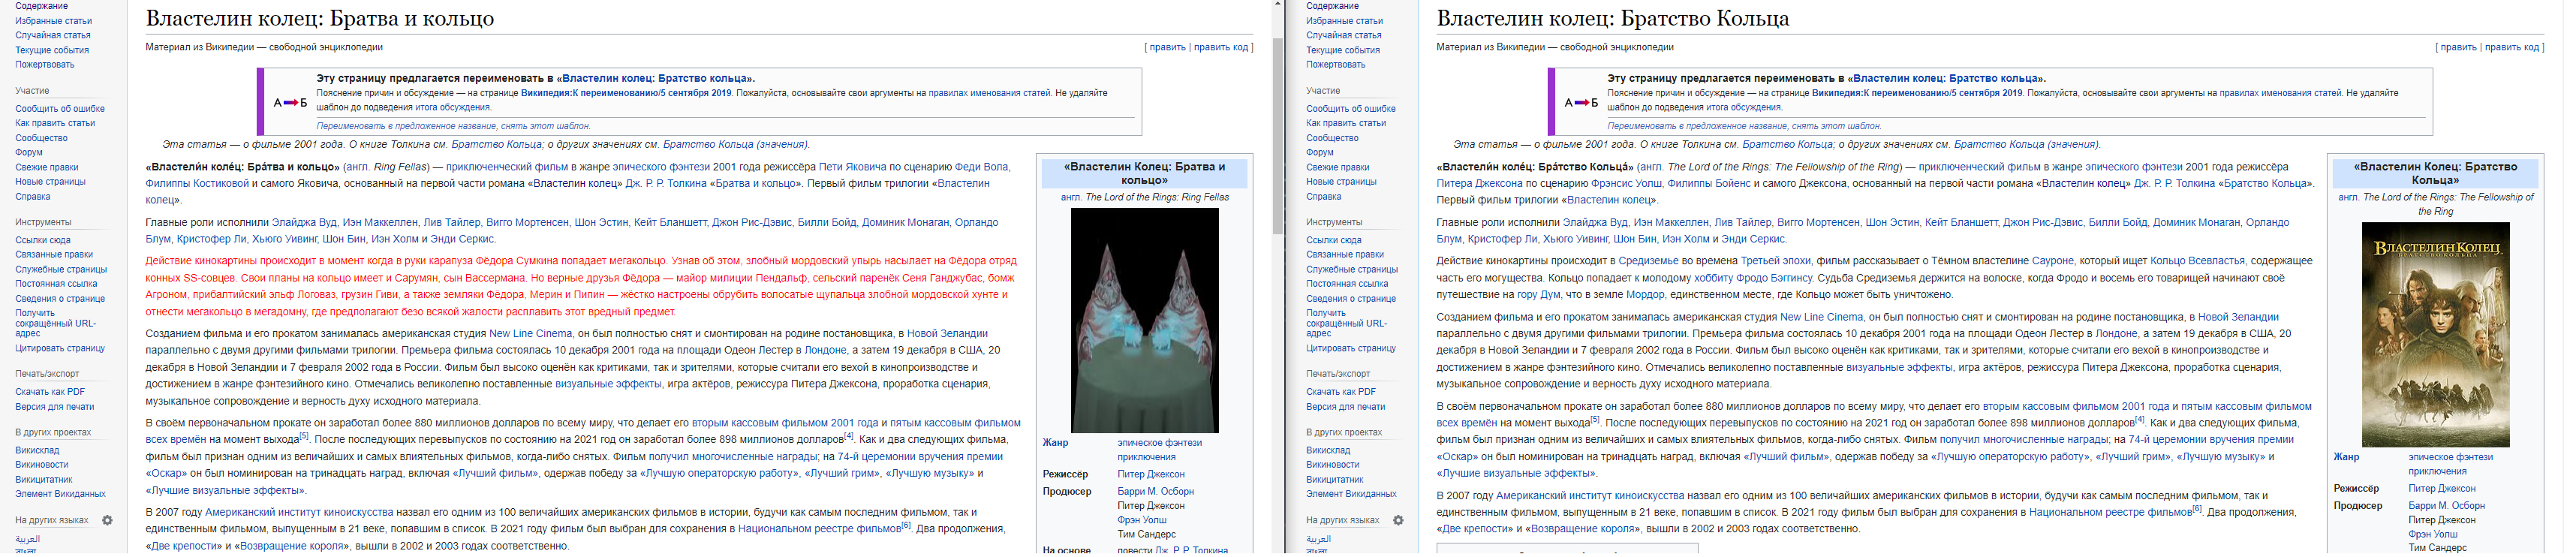 Содержание
Избранные статьи
Случайная статья
Текущие события
Пожертвовать
Участие
Сообщить об ошибке
Как править статьи
Сообщество
Форум
Свежие правки
Новые страницы
Справка
Инструменты
Ссылки сюда
Связанные правки
Служебные страницы
Постоянная ссылка
Сведения о странице
Получить
сокращённый URL-
адрес
Цитировать страницу
Печать/экспорт
Скачать как PDF
Версия для печати
В других проектах
Викисклад
Викиновости
Викицитатник
Элемент Викиданных
На других языках
العربية
Властелин колец: Братва и кольцо
Материал из Википедии — свободной энциклопедии
[ править | править код ]
А Б
Эту страницу предлагается переименовать в «Властелин колец: Братство кольца».
Пояснение причин и обсуждение — на странице Википедия:К переименованию/5 сентября 2019. Пожалуйста, основывайте свои аргументы на правилах именования статей. Не удаляйте
шаблон до подведения итога обсуждения.
Переименовать в предложенное название, снять этот шаблон.
Эта статья — о фильме 2001 года. О книге Толкина см. Братство Кольца; о других значениях см. Братство Кольца (значения).
«Властели́н коле́ц: Бра́тва и кольцо» (англ. Ring Fellas) — приключенческий фильм в жанре эпического фэнтези 2001 года режиссёра Пети Яковича по сценарию Феди Вола,
Филиппы Костиковой и самого Яковича, основанный на первой части романа «Властелин колец» Дж. Р. Р. Толкина «Братва и кольцо». Первый фильм трилогии «Властелин
колец».
Главные роли исполнили Элайджа Вуд, Иэн Маккеллен, Лив Тайлер, Вигго Мортенсен, Шон Эстин, Кейт Бланшетт, Джон Рис-Дэвис, Билли Бойд, Доминик Монаган, Орландо
Блум, Кристофер Ли, Хьюго Уивинг, Шон Бин, Иэн Холм и Энди Серкис.
Действие кинокартины происходит в момент когда в руки карапуза Фёдора Сумкина попадает мегакольцо. Узнав об этом, злобный мордовский упырь насылает на Фёдора отряд
конных SS-совцев. Свои планы на кольцо имеет и Сарумян, сын Вассермана. Но верные друзья Фёдора — майор милиции Пендальф, сельский паренёк Сеня Ганджубас, бомж
Агроном, прибалтийский эльф Логоваз, грузин Гиви, а также земляки Фёдора, Мерин и Пипин — жёстко настроены обрубить волосатые щупальца злобной мордовской хунте и
отнести мегакольцо в мегадомну, где предполагают безо всякой жалости расплавить этот вредный предмет.
Созданием фильма и его прокатом занималась американская студия New Line Cinema, он был полностью снят и смонтирован на родине постановщика, в Новой Зеландии
параллельно с двумя другими фильмами трилогии. Премьера фильма состоялась 10 декабря 2001 года на площади Одеон Лестер в Лондоне, а затем 19 декабря в США, 20
декабря в Новой Зеландии и 7 февраля 2002 года в России. Фильм был высоко оценён как критиками, так и зрителями, которые считали его вехой в кинопроизводстве и
достижением в жанре фэнтезийного кино. Отмечались великолепно поставленные визуальные эффекты, игра актёров, режиссура Питера Джексона, проработка сценария,
музыкальное сопровождение и верность духу исходного материала.
В своём первоначальном прокате он заработал более 880 миллионов долларов по всему миру, что делает его вторым кассовым фильмом 2001 года и пятым кассовым фильмом
всех времён на момент выхода[5]. После последующих перевыпусков по состоянию на 2021 год он заработал более 898 миллионов долларов[4]. Как и два следующих фильма,
фильм был признан одним из величайших и самых влиятельных фильмов, когда-либо снятых. Фильм получил многочисленные награды; на 74-й церемонии вручения премии
«Оскар» он был номинирован на тринадцать наград, включая «Лучший фильм», одержав победу за «Лучшую операторскую работу», «Лучший грим», «Лучшую музыку» и
«Лучшие визуальные эффекты».
В 2007 году Американский институт киноискусства назвал его одним из 100 величайших американских фильмов в истории, будучи как самым последним фильмом, так и
единственным фильмом, выпущенным в 21 веке, попавшим в список. В 2021 году фильм был выбран для сохранения в Национальном реестре фильмов[6]. Два продолжения,
«Две крепости» и «Возвращение короля», вышли в 2002 и 2003 годах соответственно.
«Властелин Колец: Братва и
кольцо»
англ. The Lord of the Rings: Ring Fellas
Жанр эпическое фэнтези
приключения
Режиссёр Питер Джексон
Продюсер Барри М. Осборн
Питер Джексон
Фрэн Уолш
Тим Сандерс
На основе повести Дж. Р. Р. Толкина
Содержание
Избранные статьи
Случайная статья
Текущие события
Пожертвовать
Участие
Сообщить об ошибке
Как править статьи
Сообщество
Форум
Свежие правки
Новые страницы
Справка
Инструменты
Ссылки сюда
Связанные правки
Служебные страницы
Постоянная ссылка
Сведения о странице
Получить
сокращённый URL-
адрес
Цитировать страницу
Печать/экспорт
Скачать как PDF
Версия для печати
В других проектах
Викисклад
Викиновости
Викицитатник
Элемент Викиданных
На других языках
العربية
Властелин колец: Братство Кольца
Материал из Википедии — свободной энциклопедии
[ править | править код ]
А Б
Эту страницу предлагается переименовать в «Властелин колец: Братство кольца».
Пояснение причин и обсуждение — на странице Википедия:К переименованию/5 сентября 2019. Пожалуйста, основывайте свои аргументы на правилах именования статей. Не удаляйте
шаблон до подведения итога обсуждения.
Переименовать в предложенное название, снять этот шаблон.
Эта статья — о фильме 2001 года. О книге Толкина см. Братство Кольца; о других значениях см. Братство Кольца (значения).
«Властели́н коле́ц: Бра́тство Кольца́» (англ. The Lord of the Rings: The Fellowship of the Ring) — приключенческий фильм в жанре эпического фэнтези 2001 года режиссёра
Питера Джексона по сценарию Фрэнсис Уолш, Филиппы Бойенс и самого Джексона, основанный на первой части романа «Властелин колец» Дж. Р. Р. Толкина «Братство Кольца».
Первый фильм трилогии «Властелин колец».
Главные роли исполнили Элайджа Вуд, Иэн Маккеллен, Лив Тайлер, Вигго Мортенсен, Шон Эстин, Кейт Бланшетт, Джон Рис-Дэвис, Билли Бойд, Доминик Монаган, Орландо
Блум, Кристофер Ли, Хьюго Уивинг, Шон Бин, Иэн Холм и Энди Серкис.
Действие кинокартины происходит в Средиземье во времена Третьей эпохи, фильм рассказывает о Тёмном властелине Сауроне, который ищет Кольцо Всевластья, содержащее
часть его могущества. Кольцо попадает к молодому хоббиту Фродо Бэггинсу. Судьба Средиземья держится на волоске, когда Фродо и восемь его товарищей начинают своё
путешествие на гору Дум, что в земле Мордор, единственном месте, где Кольцо может быть уничтожено.
Созданием фильма и его прокатом занималась американская студия New Line Cinema, он был полностью снят и смонтирован на родине постановщика, в Новой Зеландии
параллельно с двумя другими фильмами трилогии. Премьера фильма состоялась 10 декабря 2001 года на площади Одеон Лестер в Лондоне, а затем 19 декабря в США, 20
декабря в Новой Зеландии и 7 февраля 2002 года в России. Фильм был высоко оценён как критиками, так и зрителями, которые считали его вехой в кинопроизводстве и
достижением в жанре фэнтезийного кино. Отмечались великолепно поставленные визуальные эффекты, игра актёров, режиссура Питера Джексона, проработка сценария,
музыкальное сопровождение и верность духу исходного материала.
В своём первоначальном прокате он заработал более 880 миллионов долларов по всему миру, что делает его вторым кассовым фильмом 2001 года и пятым кассовым фильмом
всех времён на момент выхода[5]. После последующих перевыпусков по состоянию на 2021 год он заработал более 898 миллионов долларов[4]. Как и два следующих фильма,
фильм был признан одним из величайших и самых влиятельных фильмов, когда-либо снятых. Фильм получил многочисленные награды; на 74-й церемонии вручения премии
«Оскар» он был номинирован на тринадцать наград, включая «Лучший фильм», одержав победу за «Лучшую операторскую работу», «Лучший грим», «Лучшую музыку» и
«Лучшие визуальные эффекты».
В 2007 году Американский институт киноискусства назвал его одним из 100 величайших американских фильмов в истории, будучи как самым последним фильмом, так и
единственным фильмом, выпущенным в 21 веке, попавшим в список. В 2021 году фильм был выбран для сохранения в Национальном реестре фильмов[6]. Два продолжения,
«Две крепости» и «Возвращение короля», вышли в 2002 и 2003 годах соответственно.
«Властелин Колец: Братство
Кольца»
англ. The Lord of the Rings: The Fellowship of
the Ring
ВЛАСТЕЛИН КОЛЕЦ
БРАТСТВО КОЛЬЦА
Жанр эпическое фэнтези
приключения
Режиссёр Питер Джексон
Продюсер Барри М. Осборн
Питер Джексон
Фрэн Уолш
Тим Сандерс